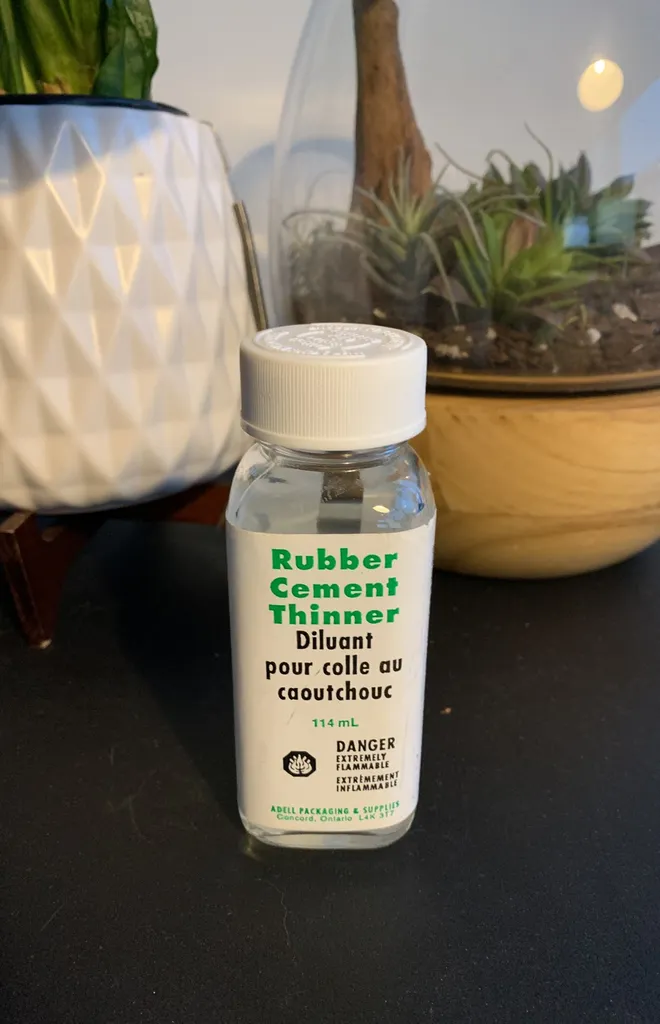 Rubber
Cement
Thinner
Diluant
pour colle au
caoutchouc
114 mL
DANGER
EXTREMELY
FLAMMABLE
EXTRÊMEMENT
INFLAMMABLE
ADELL PACKAGING & SUPPLIES
Concord, Ontario L4K 3T7